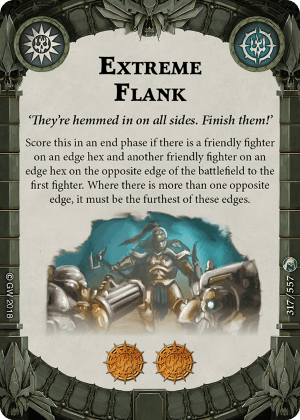 EXTREME
FLANK
‘They’re hemmed in on all sides. Finish them!’
Score this in an end phase if there is a friendly fighter
on an edge hex and another friendly fighter on an
edge hex on the opposite edge of the battlefield to the
first fighter. Where there is more than one opposite
edge, it must be the furthest of these edges.
© GW 2018
317/557